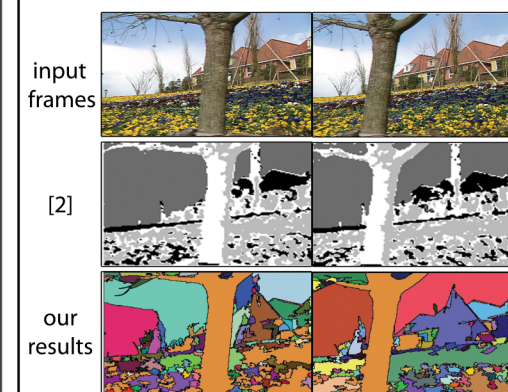 input
frames
[2]
our
results